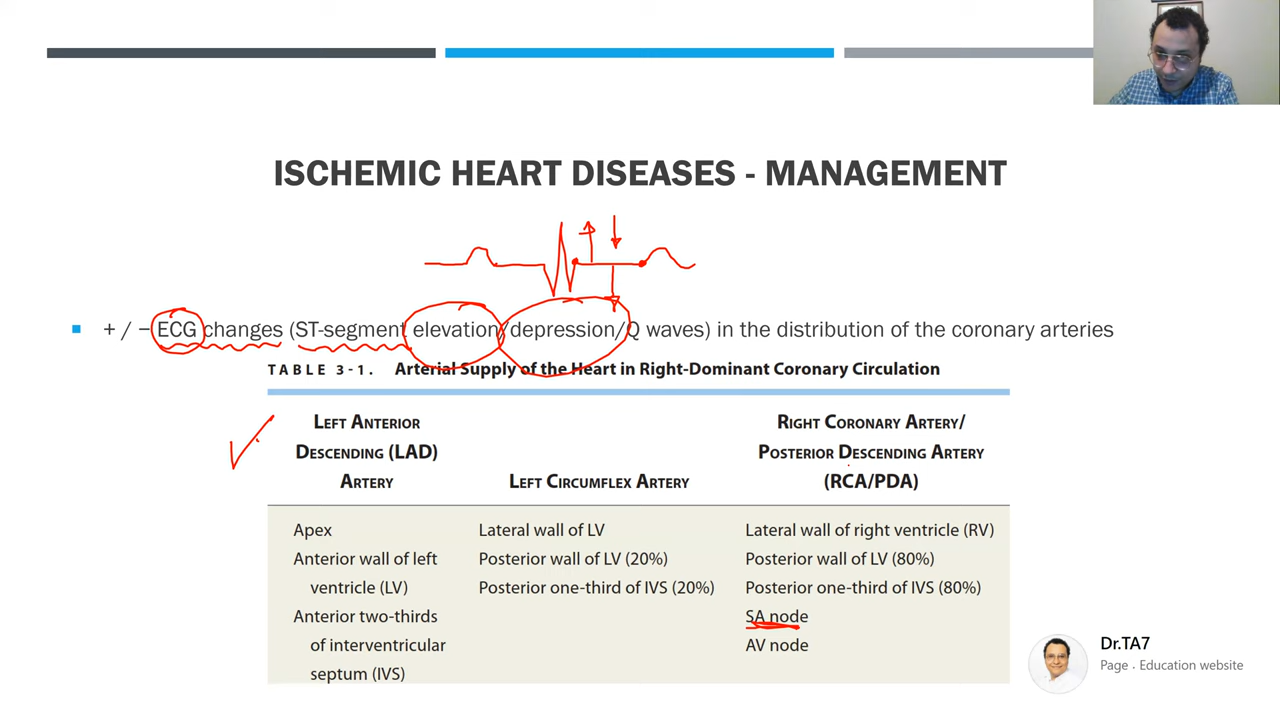 ISCHEMIC HEART DISEASES - MANAGEMENT
+ / − ECG changes (ST-segment elevation/depression/Q waves) in the distribution of the coronary arteries
TABLE 3-1. Arterial Supply of the Heart in Right-Dominant Coronary Circulation
LEFT ANTERIOR
DESCENDING (LAD)
ARTERY
LEFT CIRCUMFLEX ARTERY
RIGHT CORONARY ARTERY/
POSTERIOR DESCENDING ARTERY
(RCA/PDA)
Apex
Anterior wall of left
ventricle (LV)
Anterior two-thirds
of interventricular
septum (IVS)
Lateral wall of LV
Posterior wall of LV (20%)
Posterior one-third of IVS (20%)
Lateral wall of right ventricle (RV)
Posterior wall of LV (80%)
Posterior one-third of IVS (80%)
SA node
AV node
Dr.TA7
Page . Education website